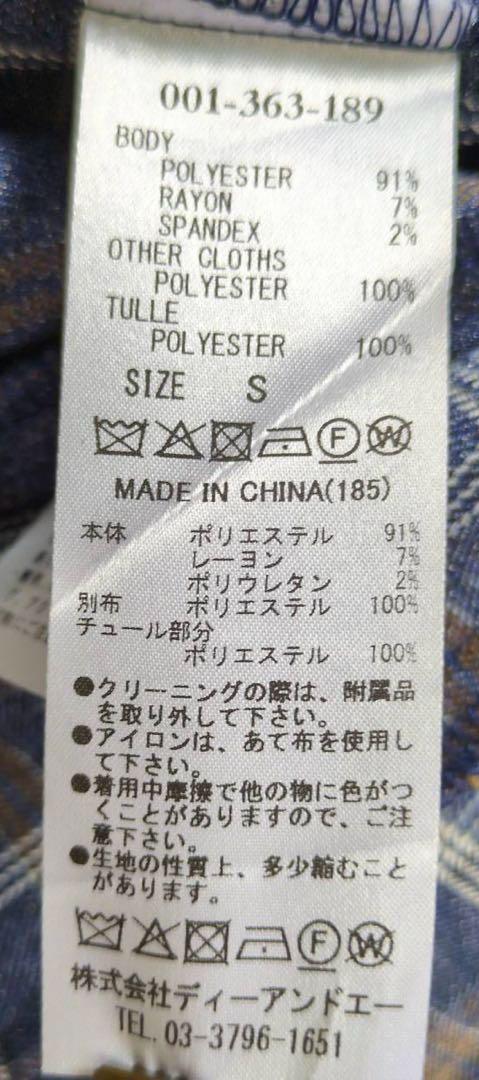 001-363-189
BODY
POLYESTER 91%
RAYON 7%
SPANDEX 2%
OTHER CLOTHS
POLYESTER 100%
TULLE
POLYESTER 100%
SIZE S
F W
MADE IN CHINA(185)
本体 ポリエステル 91%
レーヨン 7%
ポリウレタン 2%
別布 ポリエステル 100%
チュール部分
ポリエステル 100%
●クリーニングの際は、附属品
を取り外して下さい。
●アイロンは、あて布を使用し
て下さい。
●着用中摩擦で他の物に色がつ
くことがありますので、ご注
意下さい。
●生地の性質上、多少縮むこと
があります。
F W
株式会社ディーアンドエー
TEL. 03-3796-1651